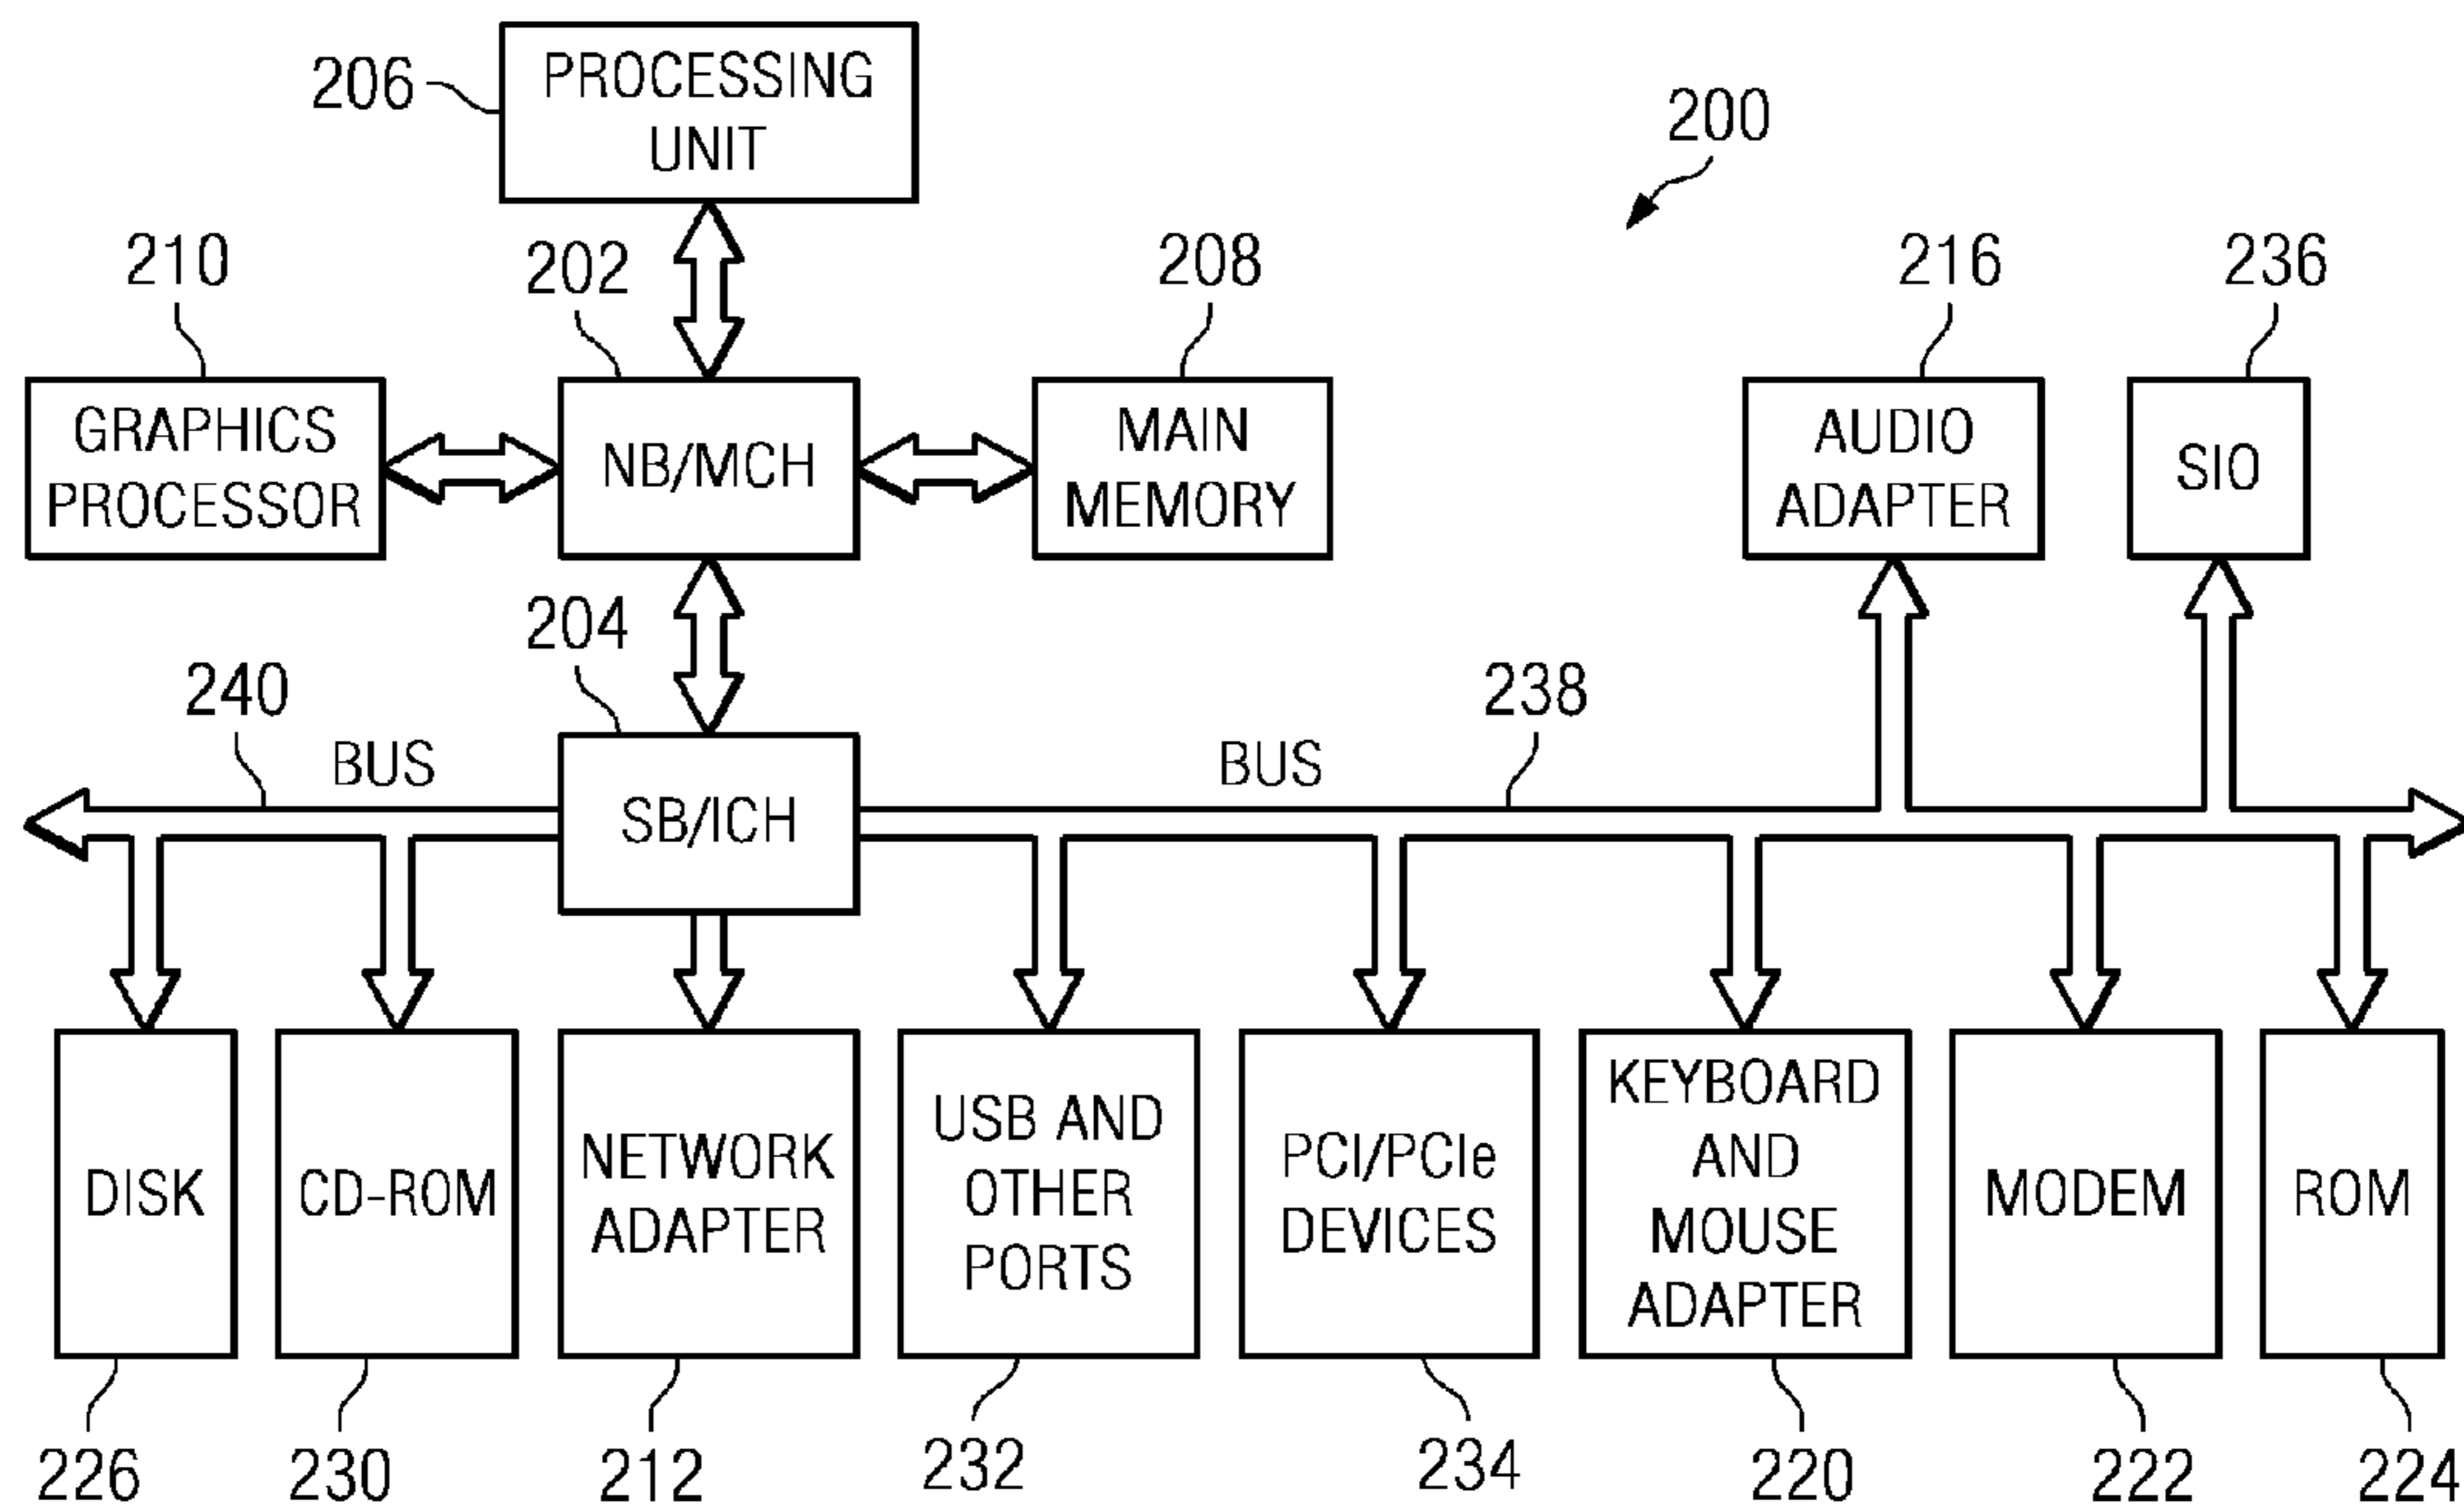 206
PROCESSING
UNIT
200
210
202
208
216
236
GRAPHICS
PROCESSOR
NB/MCH
MAIN
MEMORY
AUDIO
ADAPTER
SIO
204
240
BUS
SB/ICH
BUS
238
DISK
CD-ROM
NETWORK
ADAPTER
USB AND
OTHER
PORTS
PCI/PCIe
DEVICES
KEYBOARD
AND
MOUSE
ADAPTER
MODEM
ROM
226
230
212
232
234
220
222
224